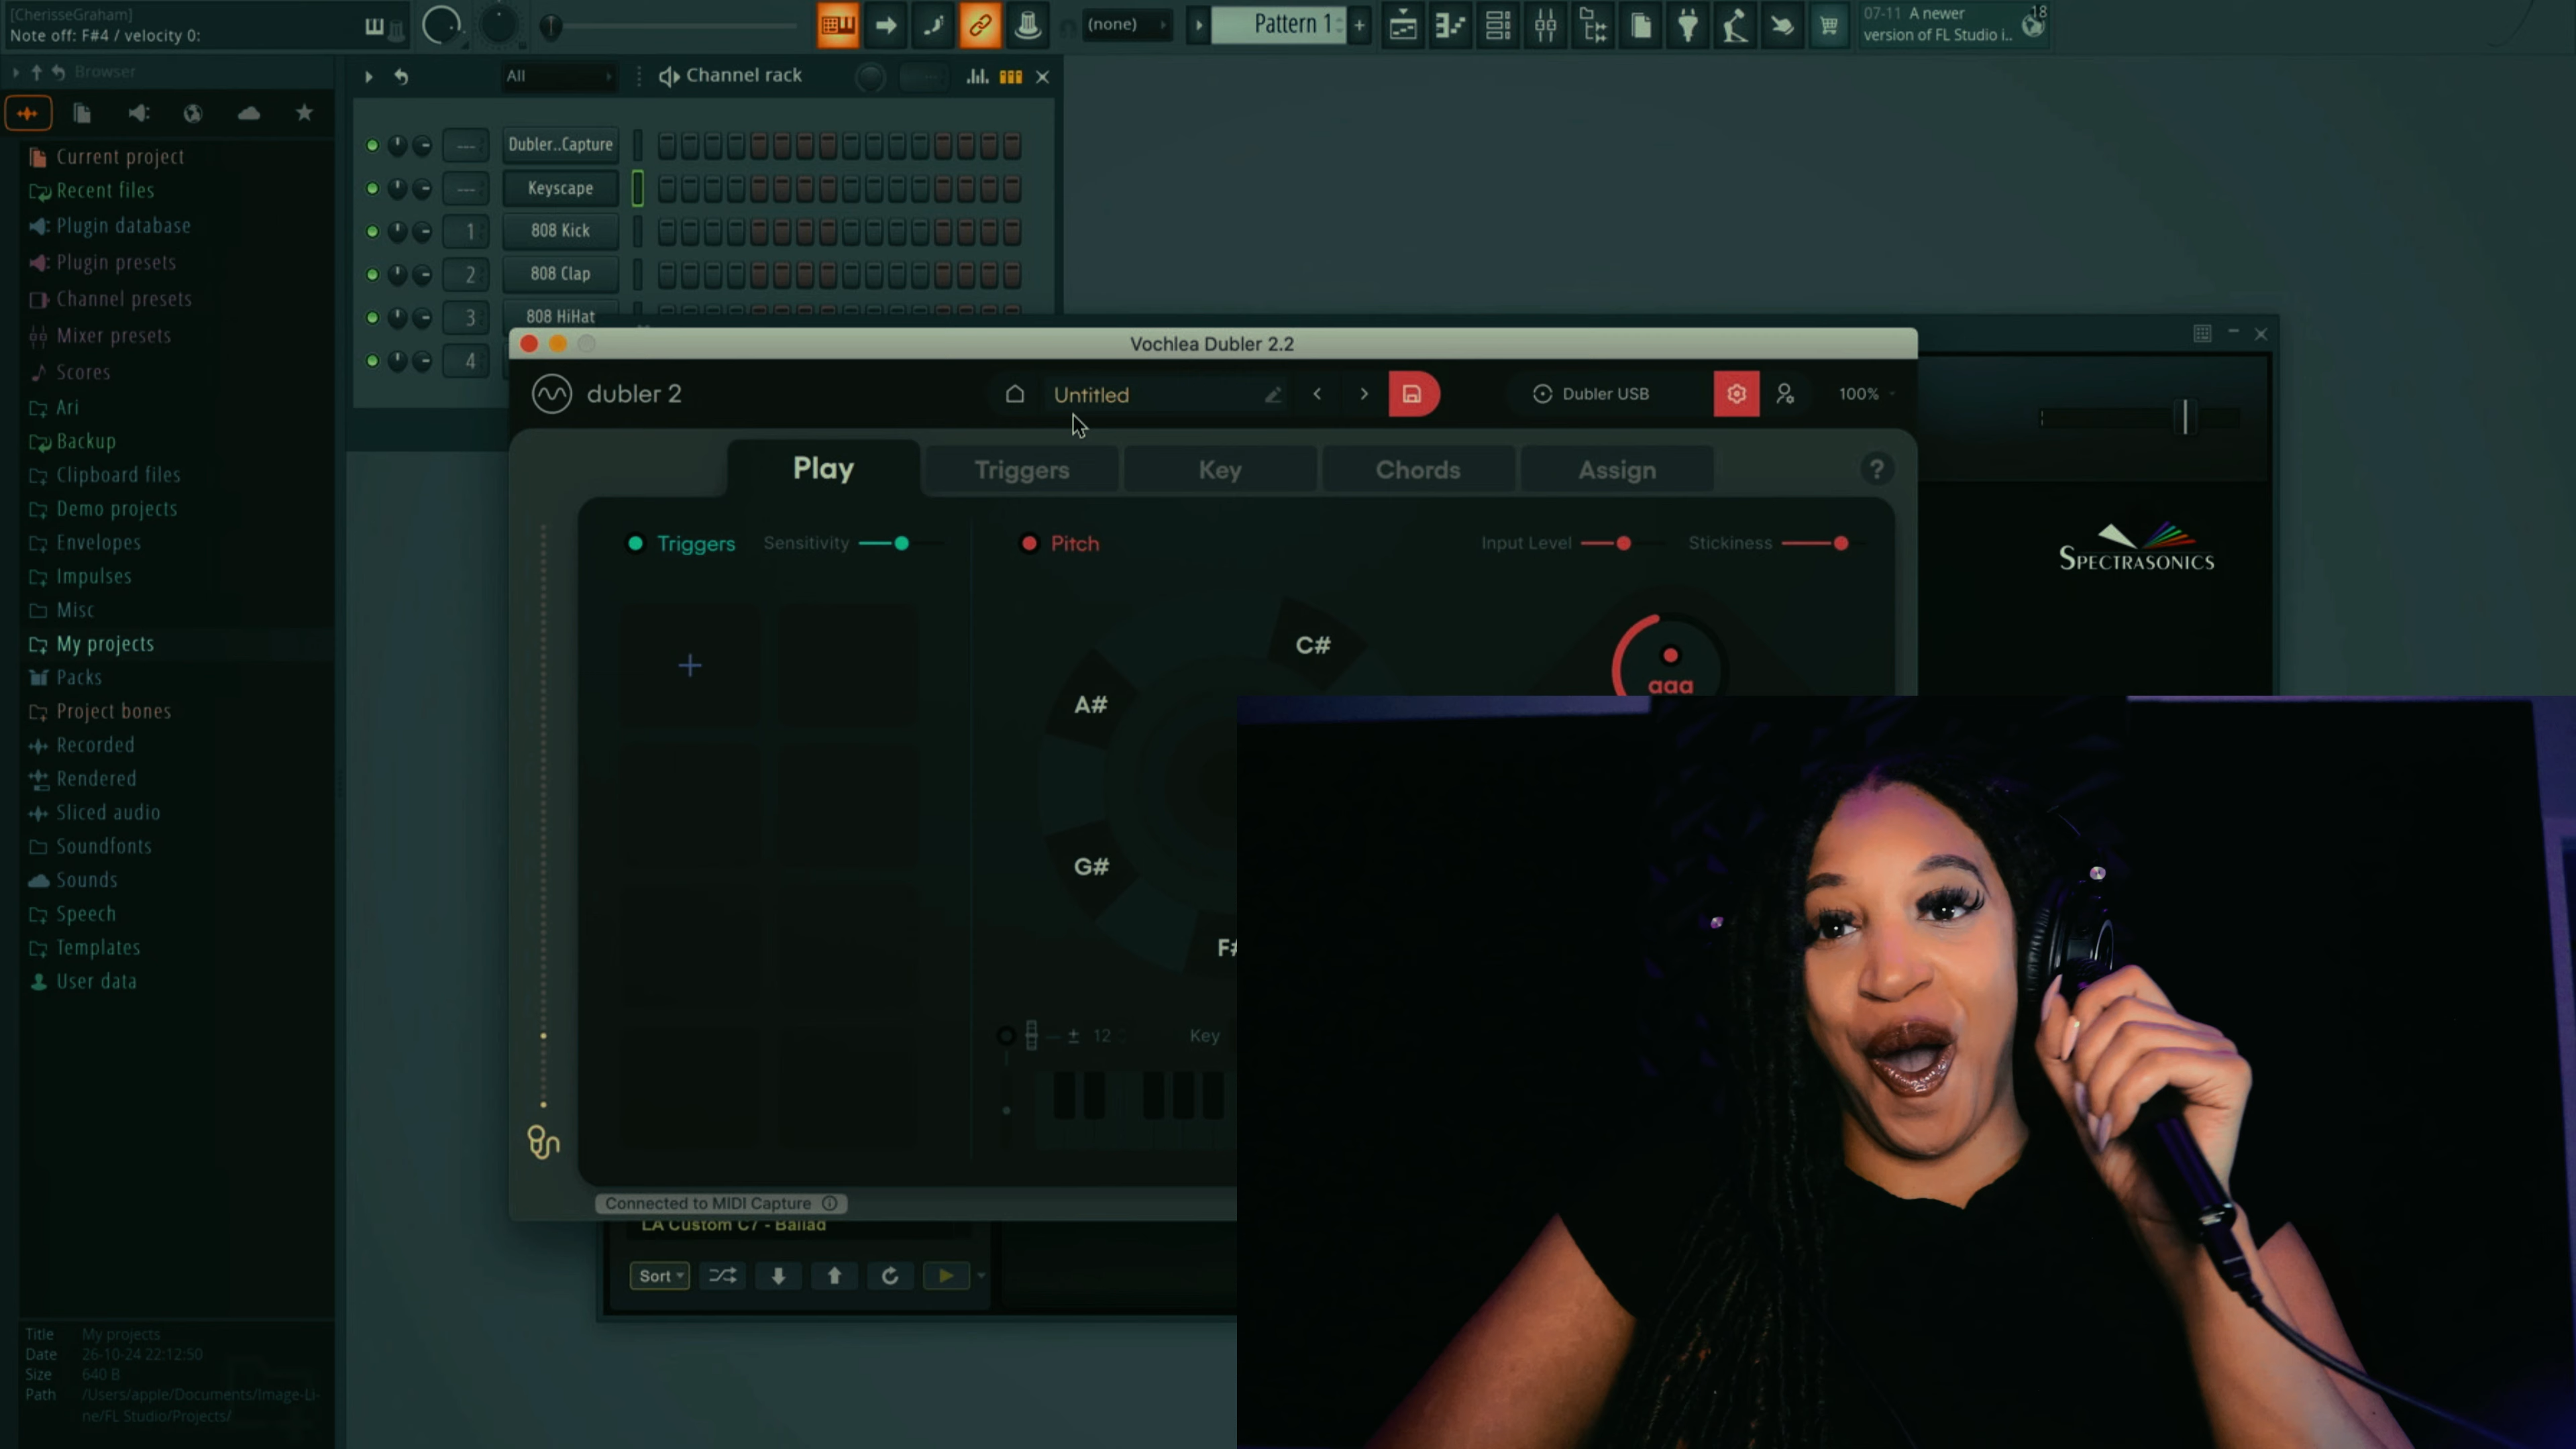 [CherisseGraham]
Note off: F#4 / velocity 0:
(none)
Pattern 1
+
07-11 A newer
version of FL Studio i..
18
Browser
All
Channel rack
Current project
Recent files
Plugin database
Plugin presets
Channel presets
Mixer presets
Scores
Ari
Backup
Clipboard files
Demo projects
Envelopes
Impulses
Misc
My projects
Packs
Project bones
Recorded
Rendered
Sliced audio
Soundfonts
Sounds
Speech
Templates
User data
Title My projects
Date 26-10-24 22:12:50
Size 640 B
Path /Users/apple/Documents/Image-Li-
ne/FL Studio/Projects/
--- Dubler..Capture
--- Keyscape
1 808 Kick
2 808 Clap
3 808 HiHat
4
Vochlea Dubler 2.2
dubler 2
Untitled
Dubler USB
100%
Play
Triggers
Key
Chords
Assign
?
Triggers
Sensitivity
Pitch
Input Level
Stickiness
C#
A#
G#
F#
aaa
± 12
Key
Connected to MIDI Capture
LA Custom C7 - Ballad
Sort
SPECTRASONICS